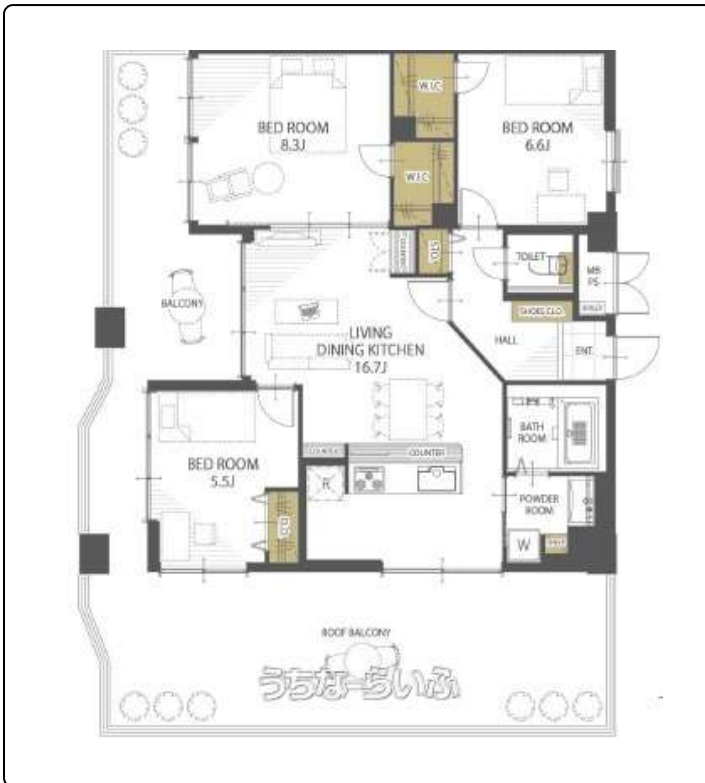 W.I.C
BED ROOM
8.3J
BED ROOM
6.6J
W.I.C
STO.
TOILET
MB
PS
SHOES CLO.
BALCONY
LIVING
DINING KITCHEN
16.7J
HALL
ENT.
BATH
ROOM
BED ROOM
5.5J
COUNTER
COUNTER
R
POWDER
ROOM
W
ROOF BALCONY
うちなーらいふ